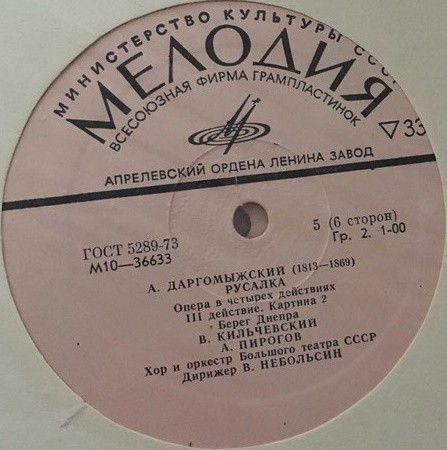 МИНИСТЕРСТВО КУЛЬТУРЫ СССР
МЕЛОДИЯ
ВСЕСОЮЗНАЯ ФИРМА ГРАМПЛАСТИНОК
▽33
АПРЕЛЕВСКИЙ ОРДЕНА ЛЕНИНА ЗАВОД
ГОСТ 5289-73
М10—36633
5 (6 сторон)
Гр. 2. 1-00
А. ДАРГОМЫЖСКИЙ (1813—1869)
РУСАЛКА
Опера в четырех действиях
III действие. Картина 2
Берег Днепра
В. КИЛЬЧЕВСКИЙ
А. ПИРОГОВ
Хор и оркестр Большого театра СССР
Дирижер В. НЕБОЛЬСИН